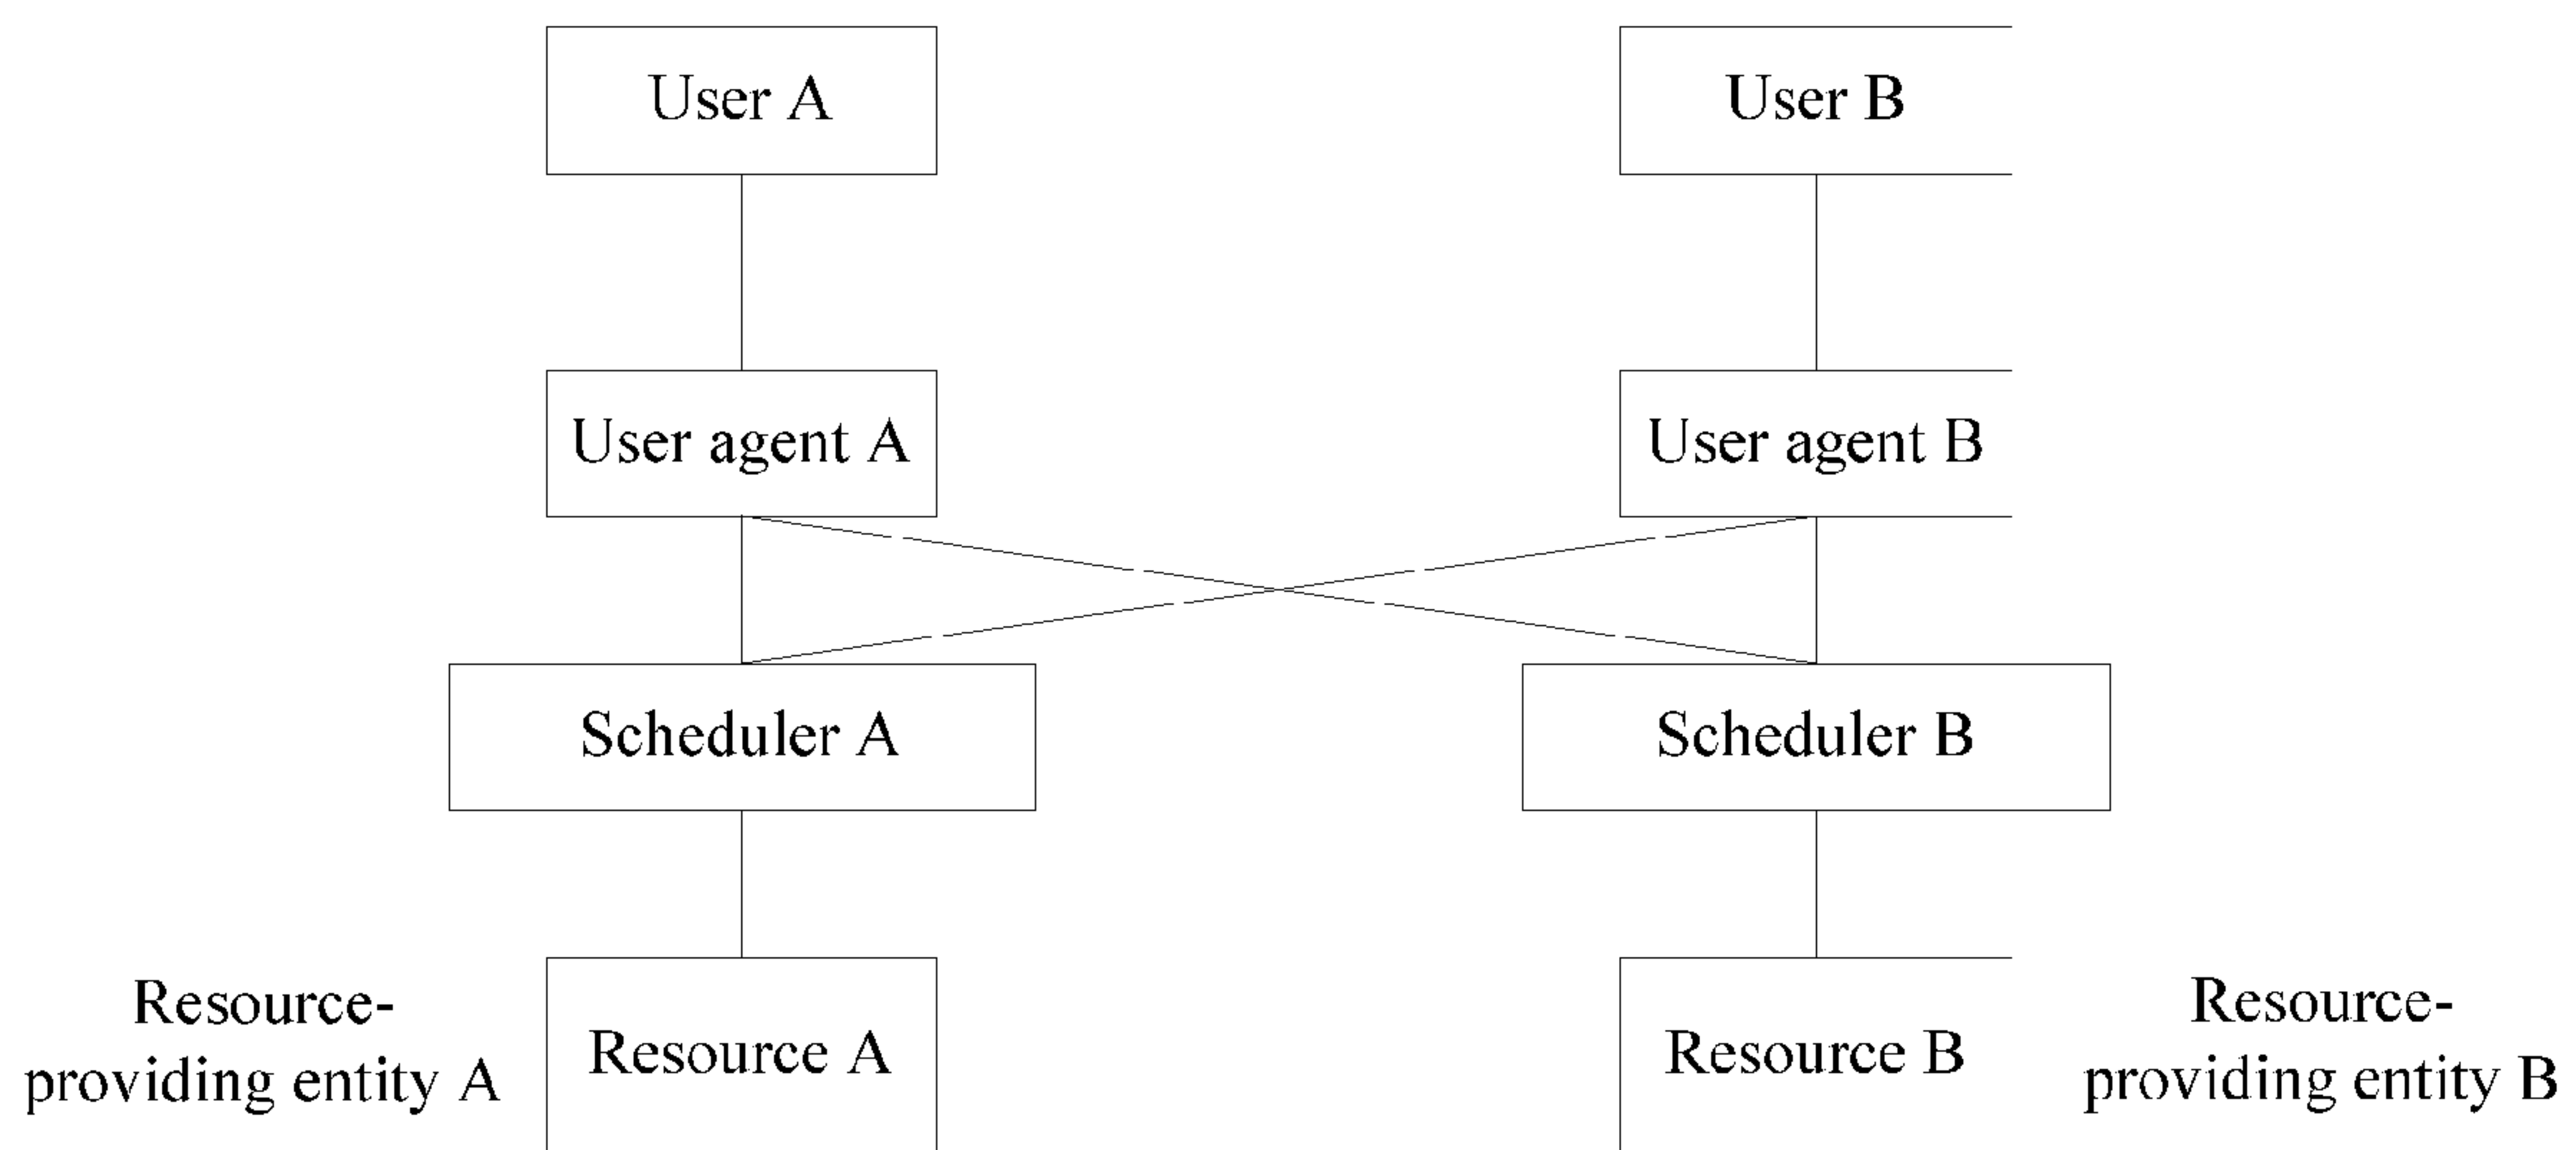 User A
User B
User agent A
User agent B
Scheduler A
Scheduler B
Resource-
providing entity A
Resource A
Resource B
Resource-
providing entity B